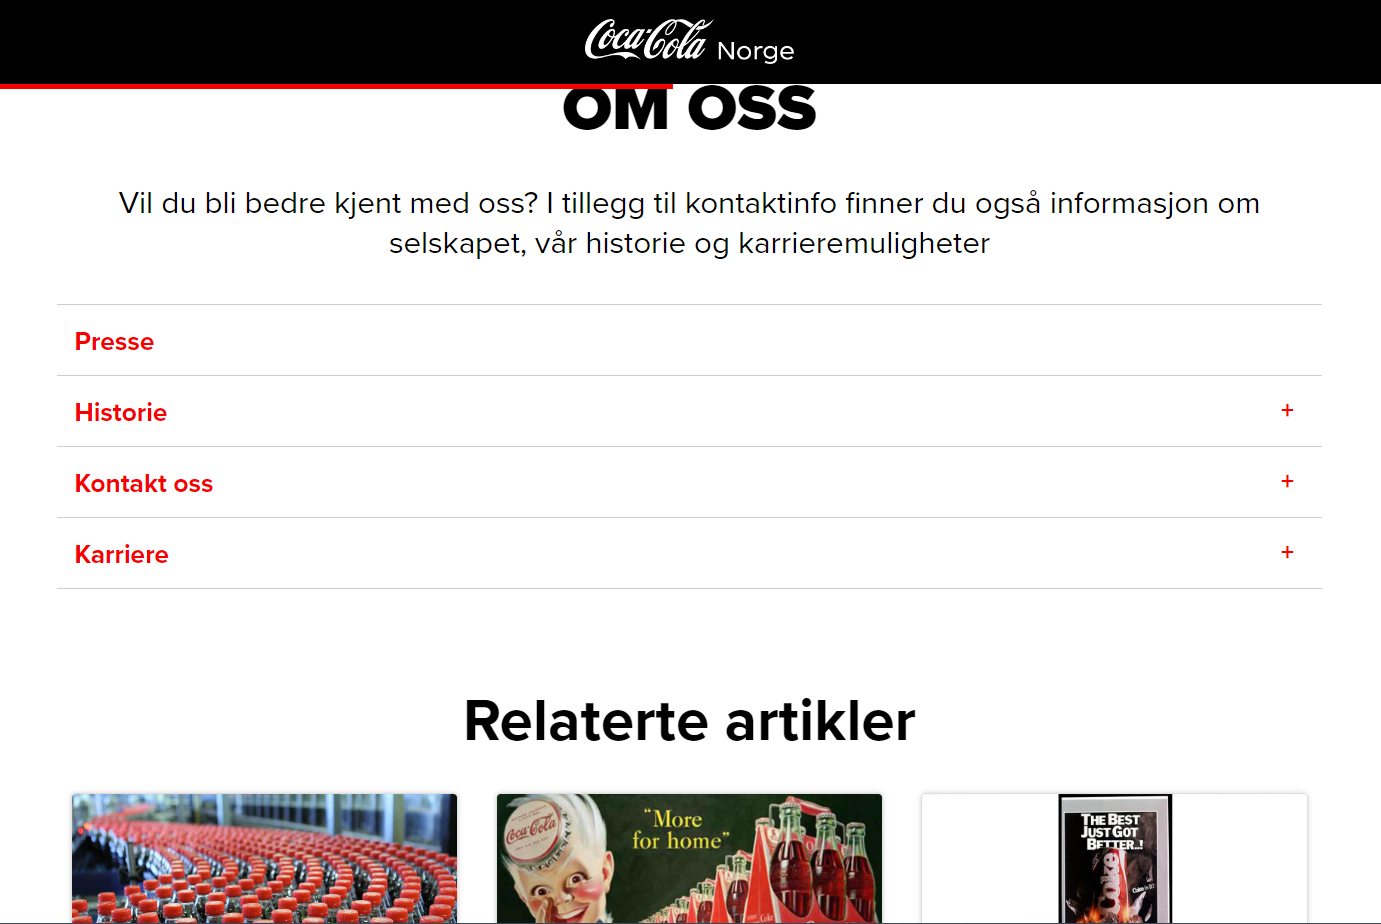 Coca-Cola Norge
OM OSS
Vil du bli bedre kjent med oss? I tillegg til kontaktinfo finner du også informasjon om
selskapet, vår historie og karrieremuligheter
Presse
Historie +
Kontakt oss +
Karriere +
Relaterte artikler
Coca-Cola
"More
for home"
THE BEST
JUST GOT
BETTER..!
coke